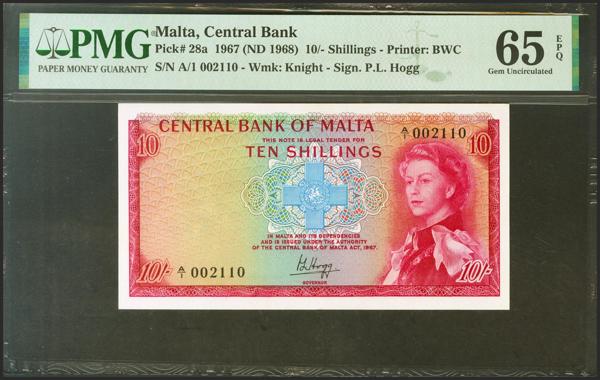 PMG
PAPER MONEY GUARANTY
Malta, Central Bank
Pick# 28a 1967 (ND 1968) 10/- Shillings - Printer: BWC
S/N A/1 002110 - Wmk: Knight - Sign. P.L. Hogg
65 EPQ
Gem Uncirculated
CENTRAL BANK OF MALTA
A/1 002110
10
THIS NOTE IS LEGAL TENDER FOR
TEN SHILLINGS
10
IN MALTA AND ITS DEPENDENCIES
AND IS ISSUED UNDER THE AUTHORITY
OF THE CENTRAL BANK OF MALTA ACT, 1967.
A/1 002110
P.L. Hogg
GOVERNOR
10/-
10/-